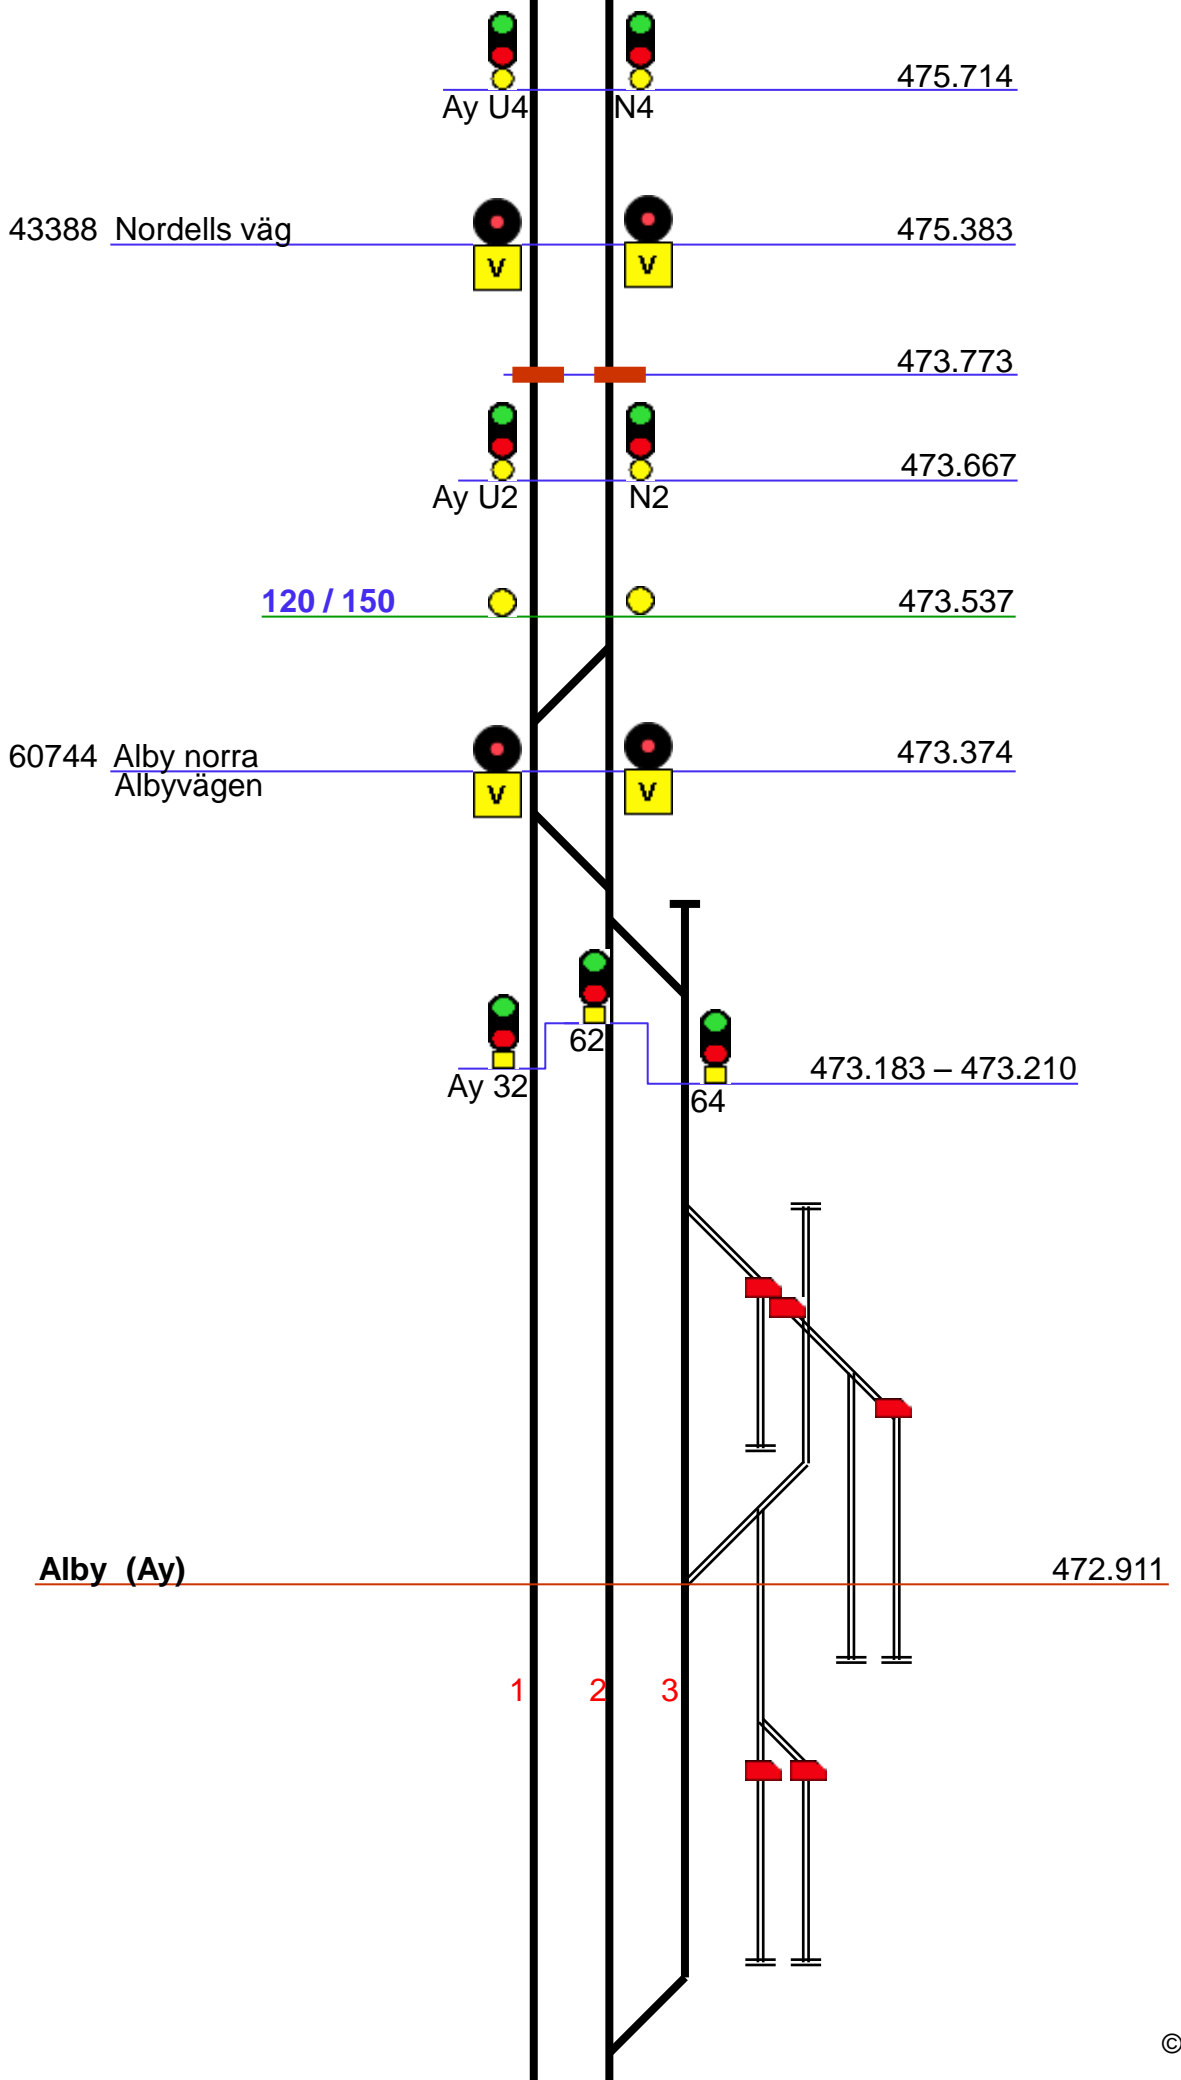 475.714
Ay U4 N4
43388 Nordells väg 475.383
V V
473.773
473.667
Ay U2 N2
120 / 150 473.537
60744 Alby norra 473.374
Albyvägen
V V
62
473.183 – 473.210
Ay 32 64
Alby (Ay) 472.911
1 2 3
©